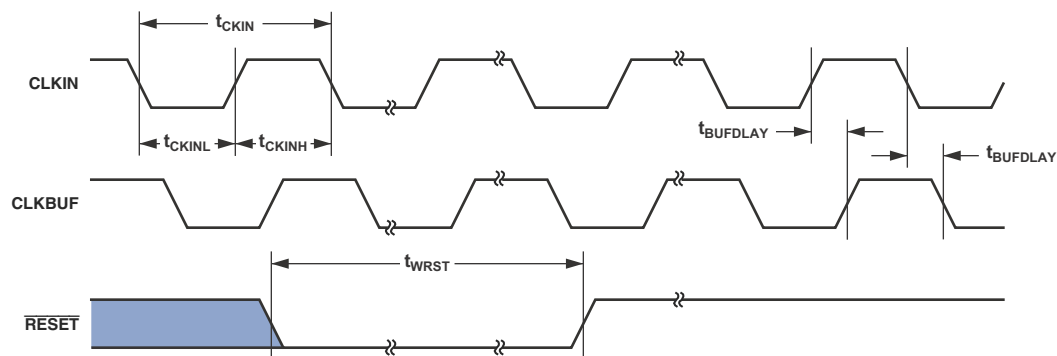 tCKIN
CLKIN
tCKINL
tCKINH
tBUFDLAY
tBUFDLAY
CLKBUF
tWRST
RESET